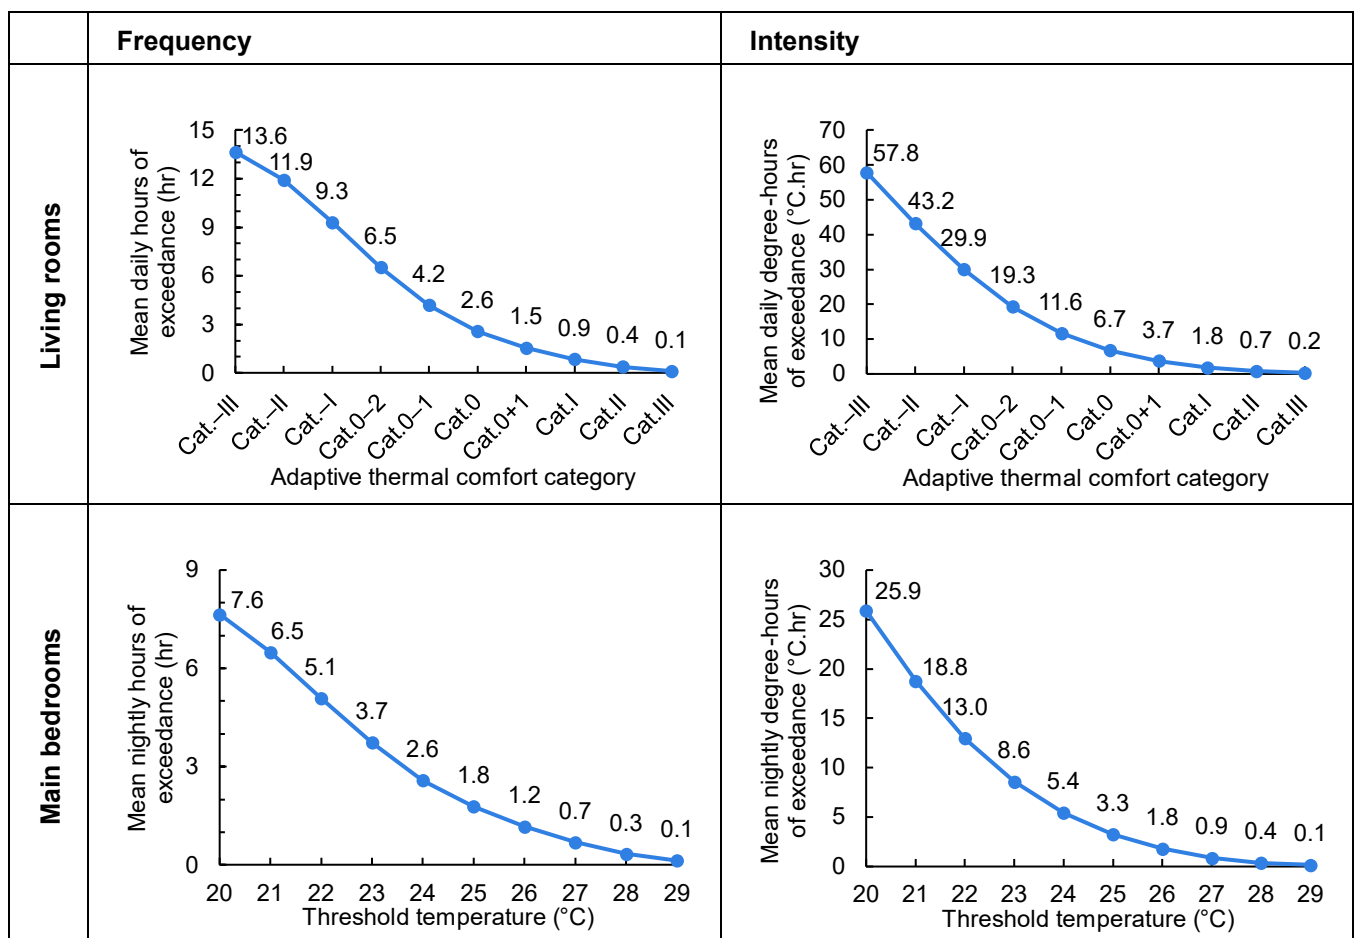 Frequency
Intensity
Living rooms
Mean daily hours of
exceedance (hr)
15
12
9
6
3
0
13.6
11.9
9.3
6.5
4.2
2.6
1.5
0.9
0.4
0.1
Cat.–III
Cat.–II
Cat.–I
Cat.0–2
Cat.0–1
Cat.0
Cat.0+1
Cat.I
Cat.II
Cat.III
Adaptive thermal comfort category
Mean daily degree-hours
of exceedance (°C.hr)
70
60
50
40
30
20
10
0
57.8
43.2
29.9
19.3
11.6
6.7
3.7
1.8
0.7
0.2
Cat.–III
Cat.–II
Cat.–I
Cat.0–2
Cat.0–1
Cat.0
Cat.0+1
Cat.I
Cat.II
Cat.III
Adaptive thermal comfort category
Main bedrooms
Mean nightly hours of
exceedance (hr)
9
6
3
0
7.6
6.5
5.1
3.7
2.6
1.8
1.2
0.7
0.3
0.1
20 21 22 23 24 25 26 27 28 29
Threshold temperature (°C)
Mean nightly degree-hours
of exceedance (°C.hr)
30
25
20
15
10
5
0
25.9
18.8
13.0
8.6
5.4
3.3
1.8
0.9
0.4
0.1
20 21 22 23 24 25 26 27 28 29
Threshold temperature (°C)